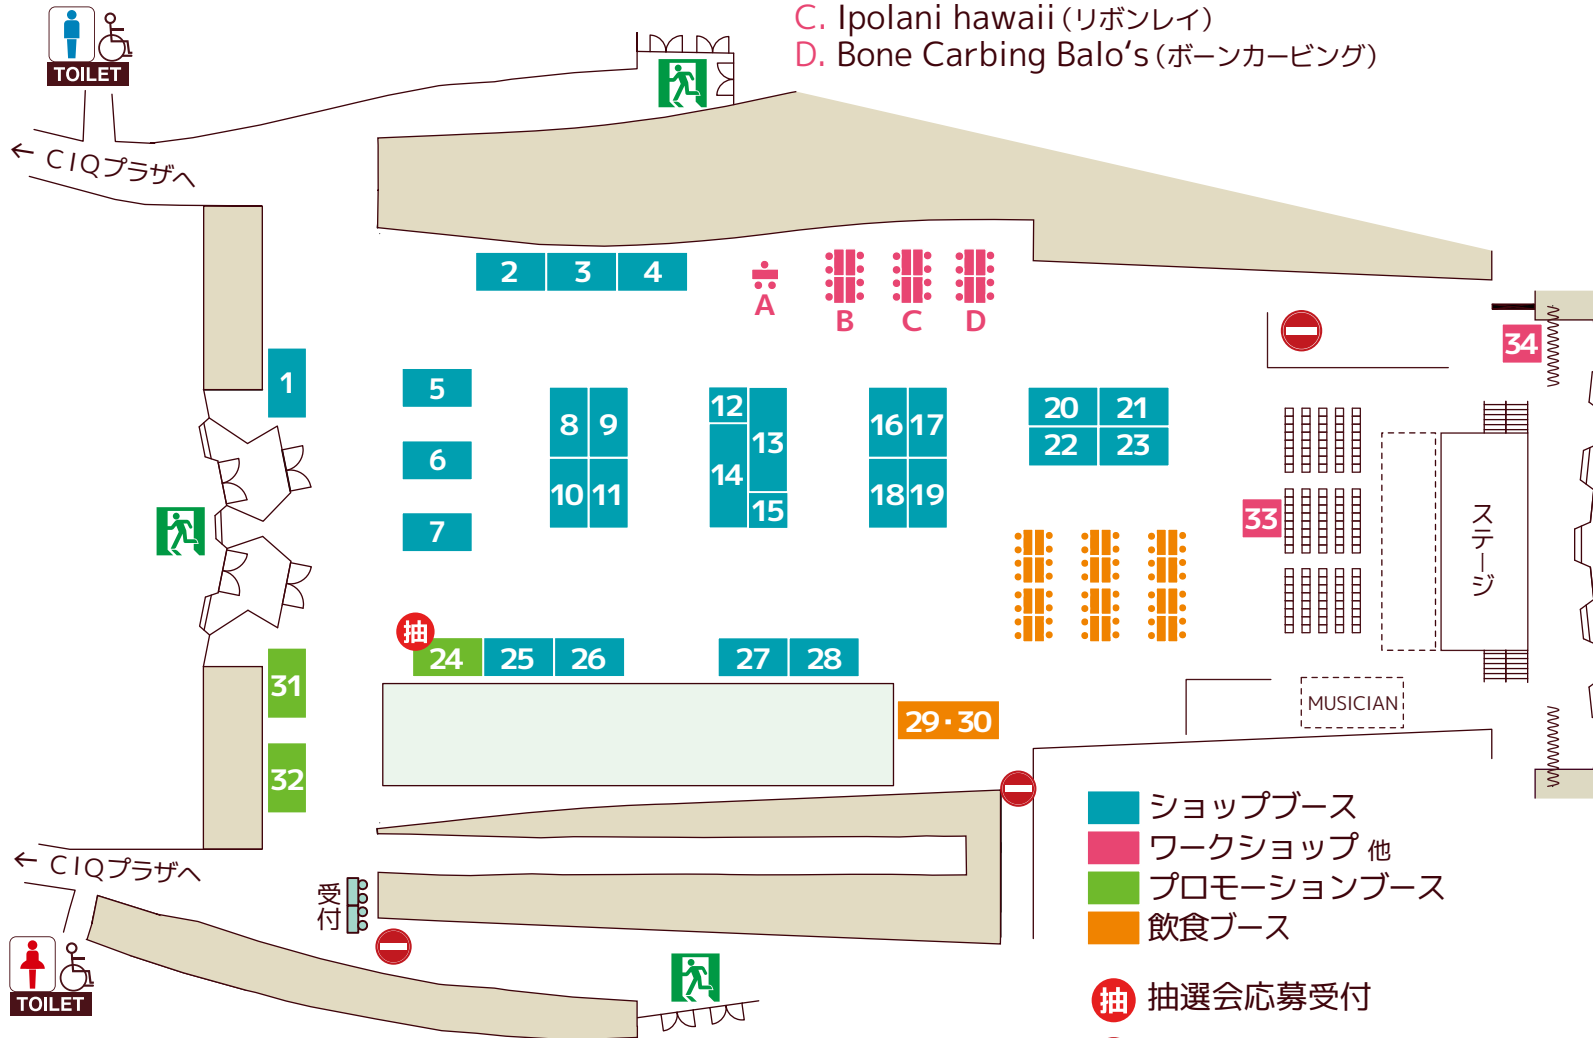 C. Ipolani hawaii（リボンレイ）
D. Bone Carbing Balo‘s（ボーンカービング）
TOILET
← CIQプラザへ
2 3 4
A B C D
34
1
5
6
7
8 9
10 11
12
13
14
15
16 17
18 19
20 21
22 23
33
ステージ
抽
24 25 26
27 28
29・30
31
32
MUSICIAN
← CIQプラザへ
受付
TOILET
ショップブース
ワークショップ 他
プロモーションブース
飲食ブース
抽 抽選会応募受付